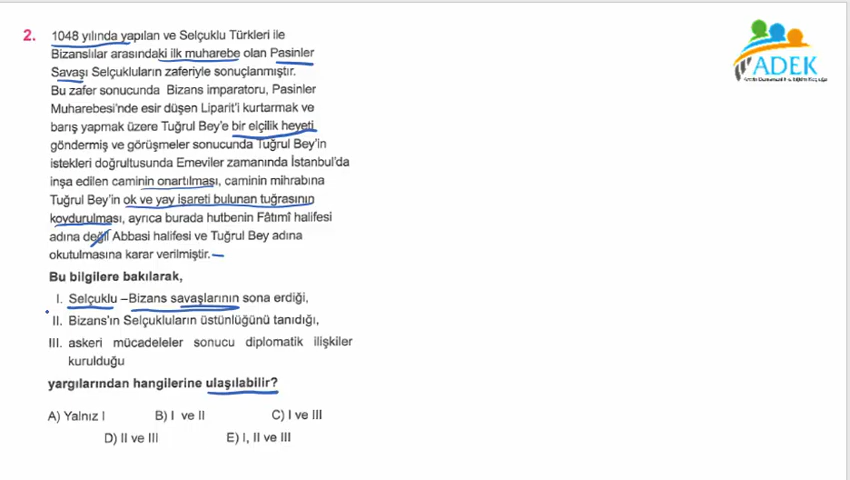 2. 1048 yılında yapılan ve Selçuklu Türkleri ile
Bizanslılar arasındaki ilk muharebe olan Pasinler
Savaşı Selçukluların zaferiyle sonuçlanmıştır.
Bu zafer sonucunda Bizans imparatoru, Pasinler
Muharebesi'nde esir düşen Liparit'i kurtarmak ve
barış yapmak üzere Tuğrul Bey'e bir elçilik heyeti
göndermiş ve görüşmeler sonucunda Tuğrul Bey'in
istekleri doğrultusunda Emeviler zamanında İstanbul'da
inşa edilen caminin onartılması, caminin mihrabına
Tuğrul Bey'in ok ve yay işareti bulunan tuğrasının
koydurulması, ayrıca burada hutbenin Fâtımî halifesi
adına değil Abbasi halifesi ve Tuğrul Bey adına
okutulmasına karar verilmiştir.
Bu bilgilere bakılarak,
I. Selçuklu –Bizans savaşlarının sona erdiği,
II. Bizans'ın Selçukluların üstünlüğünü tanıdığı,
III. askeri mücadeleler sonucu diplomatik ilişkiler
kurulduğu
yargılarından hangilerine ulaşılabilir?
A) Yalnız I B) I ve II C) I ve III
D) II ve III E) I, II ve III
ADEK